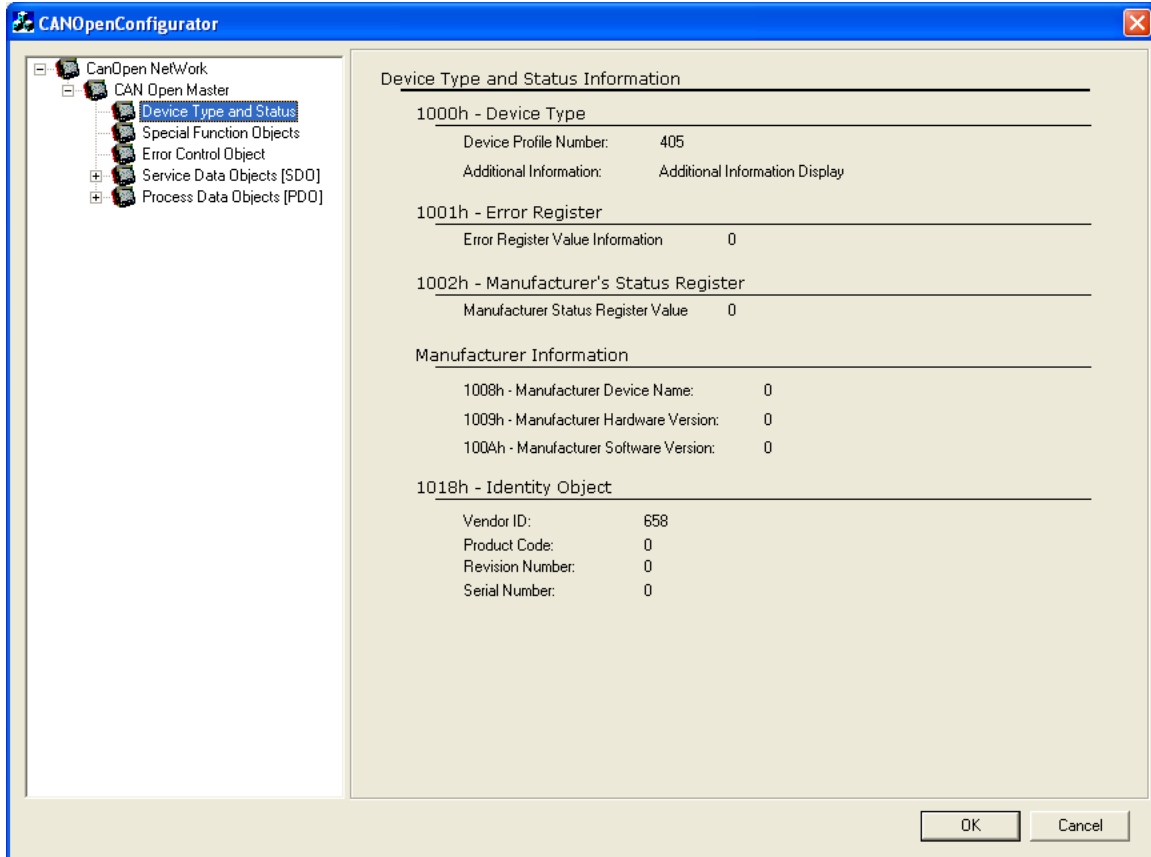 CANOpenConfigurator
CanOpen NetWork
CAN Open Master
Device Type and Status
Special Function Objects
Error Control Object
Service Data Objects [SDO]
Process Data Objects [PDO]
Device Type and Status Information
1000h - Device Type
Device Profile Number: 405
Additional Information: Additional Information Display
1001h - Error Register
Error Register Value Information 0
1002h - Manufacturer's Status Register
Manufacturer Status Register Value 0
Manufacturer Information
1008h - Manufacturer Device Name: 0
1009h - Manufacturer Hardware Version: 0
100Ah - Manufacturer Software Version: 0
1018h - Identity Object
Vendor ID: 658
Product Code: 0
Revision Number: 0
Serial Number: 0
OK Cancel